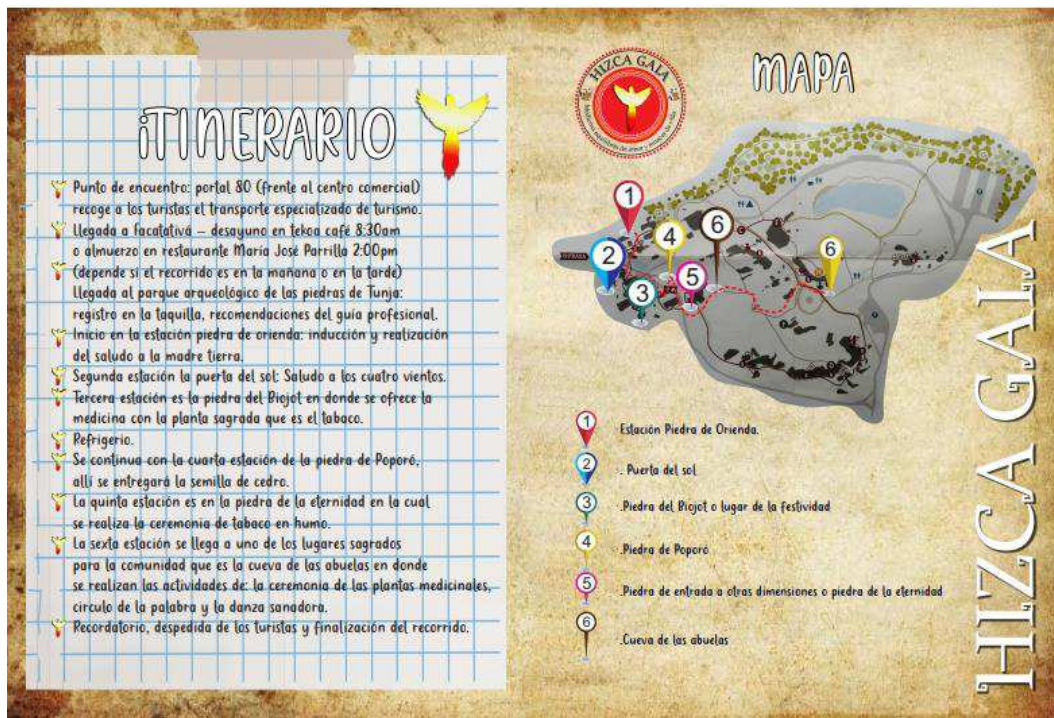 iTINERARIO
Punto de encuentro: portal 80 (frente al centro comercial)
recoge a los turistas el transporte especializado de turismo.
Llegada a Facatativá – desayuno en tekoa café 8:30am
o almuerzo en restaurante María José Parrilla 2:00pm
(depende si el recorrido es en la mañana o en la tarde)
Llegada al parque arqueológico de las piedras de Tunja:
registro en la taquilla, recomendaciones del guía profesional.
Inicio en la estación piedra de orienda: inducción y realización
del saludo a la madre tierra.
Segunda estación la puerta del sol: Saludo a los cuatro vientos.
Tercera estación es la piedra del Biojot en donde se ofrece la
medicina con la planta sagrada que es el tabaco.
Refrigerio.
Se continua con la cuarta estación de la piedra de Poporó,
allí se entregará la semilla de cedro.
La quinta estación es en la piedra de la eternidad en la cual
se realiza la ceremonia de tabaco en humo.
La sexta estación se llega a uno de los lugares sagrados
para la comunidad que es la cueva de las abuelas en donde
se realizan las actividades de: la ceremonia de las plantas medicinales,
circulo de la palabra y la danza sanadora.
Recordatorio, despedida de los turistas y finalización del recorrido.
HIZCA GALA
MAPA
1
2
3
4
5
6
6
1 Estación Piedra de Orienda.
2 . Puerta del sol
3 .Piedra del Biojot o lugar de la festividad
4 .Piedra de Poporó
5 .Piedra de entrada a otras dimensiones o piedra de la eternidad
6 .Cueva de las abuelas
HIZCA GALA